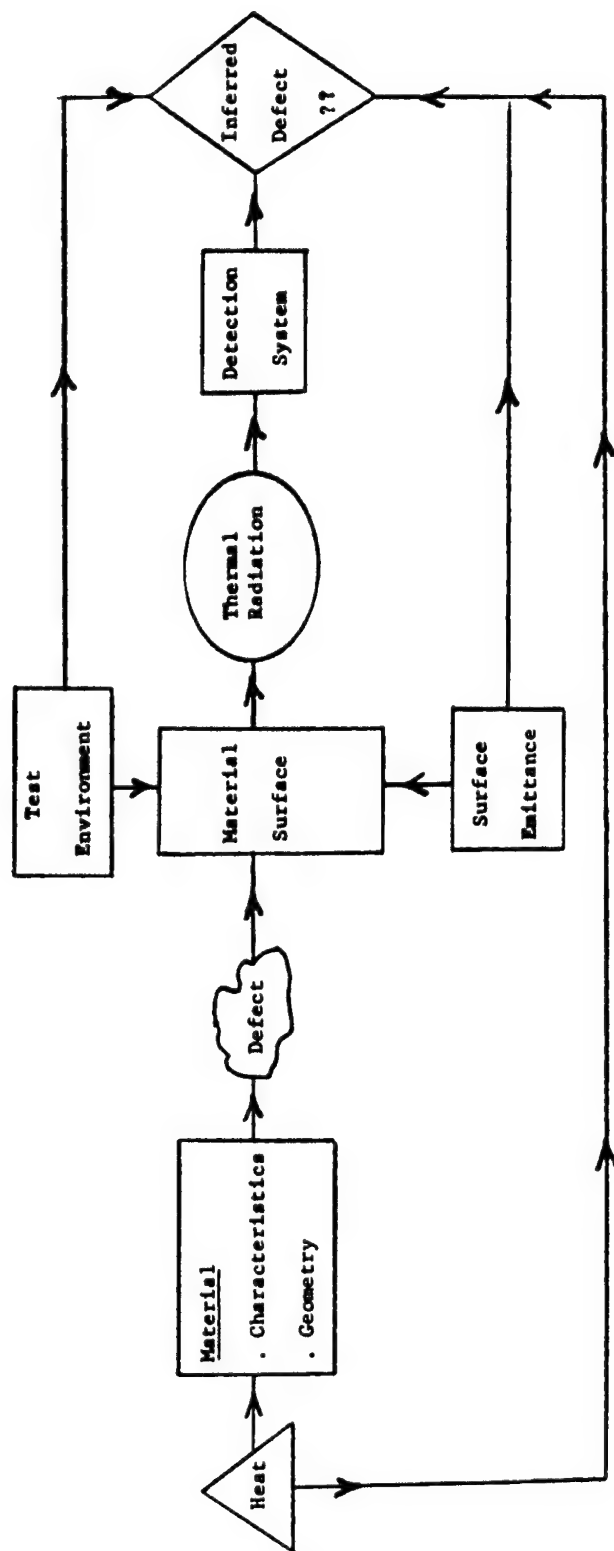 Heat
Material
. Characteristics
. Geometry
Defect
Test
Environment
Material
Surface
Surface
Emittance
Thermal
Radiation
Detection
System
Inferred
Defect
??